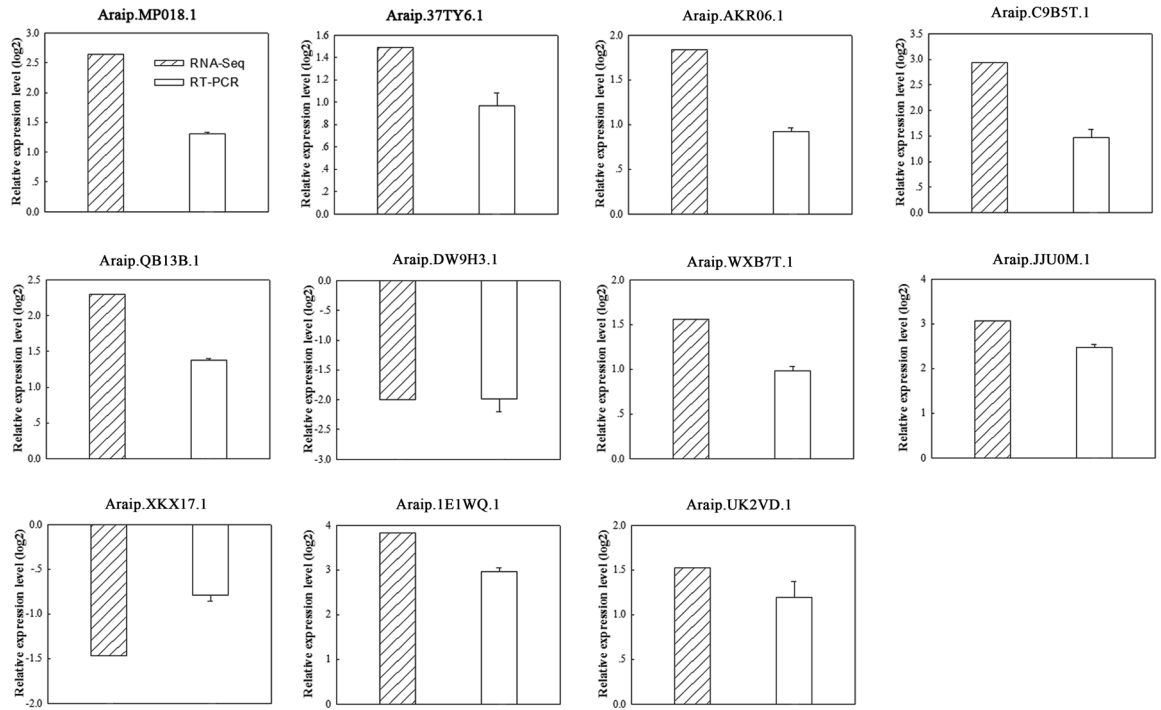 Araip.MP018.1
Relative expression level (log2)
3.0
2.5
2.0
1.5
1.0
.5
0.0
RNA-Seq
RT-PCR
Araip.37TY6.1
Relative expression level (log2)
1.6
1.4
1.2
1.0
.8
.6
.4
.2
0.0
Araip.AKR06.1
Relative expression level (log2)
2.0
1.5
1.0
.5
0.0
Araip.C9B5T.1
Relative expression level (log2)
3.5
3.0
2.5
2.0
1.5
1.0
.5
0.0
Araip.QB13B.1
Relative expression level (log2)
2.5
2.0
1.5
1.0
.5
0.0
Araip.DW9H3.1
Relative expression level (log2)
0.0
-.5
-1.0
-1.5
-2.0
-2.5
-3.0
Araip.WXB7T.1
Relative expression level (log2)
2.0
1.5
1.0
.5
0.0
Araip.JJU0M.1
Relative expression level (log2)
4
3
2
1
0
Araip.XKX17.1
Relative expression level (log2)
0.0
-.5
-1.0
-1.5
-2.0
Araip.1E1WQ.1
Relative expression level (log2)
4
3
2
1
0
Araip.UK2VD.1
Relative expression level (log2)
2.0
1.5
1.0
.5
0.0